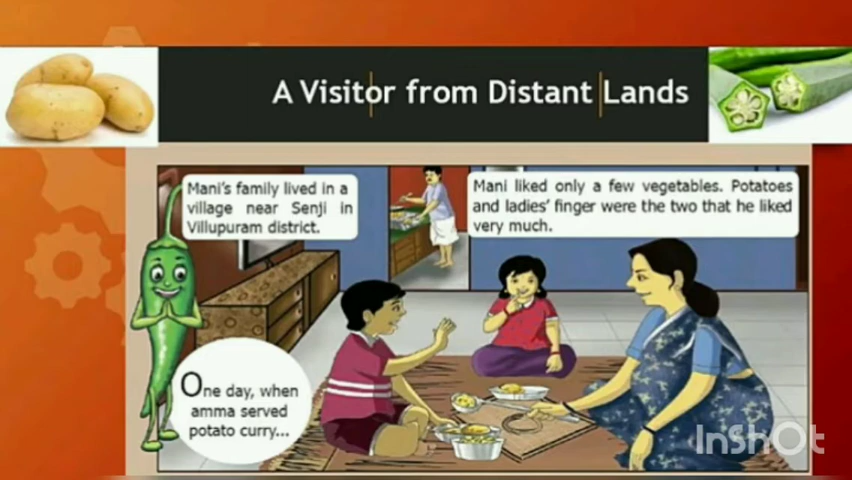 A Visitor from Distant Lands
Mani's family lived in a
village near Senji in
Villupuram district.
Mani liked only a few vegetables. Potatoes
and ladies' finger were the two that he liked
very much.
One day, when
amma served
potato curry...
InShOt